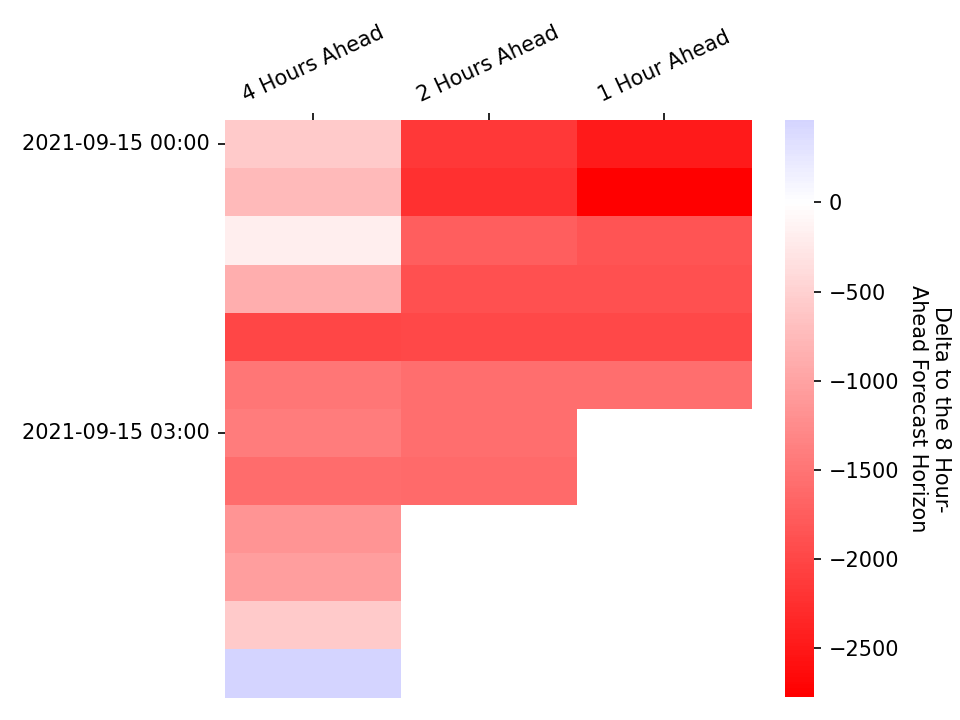 4 Hours Ahead
2 Hours Ahead
1 Hour Ahead
2021-09-15 00:00
2021-09-15 03:00
0
−500
−1000
−1500
−2000
−2500
Delta to the 8 Hour-
Ahead Forecast Horizon